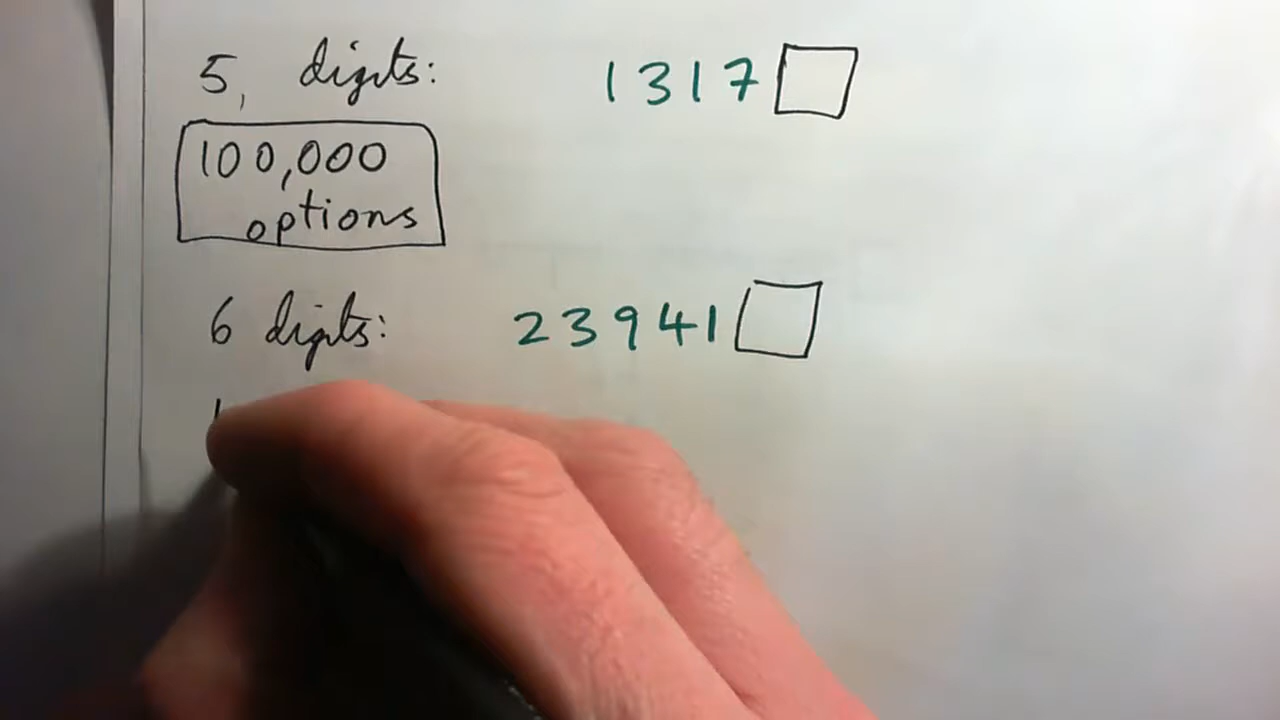 5, digits: 1317
100,000
options
6 digits: 23941